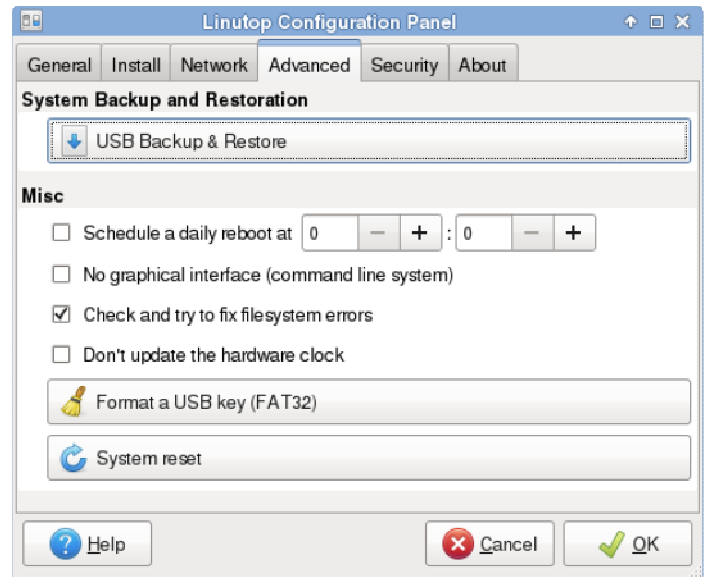 Linutop Configuration Panel
General Install Network Advanced Security About
System Backup and Restoration
USB Backup & Restore
Misc
Schedule a daily reboot at 0 − + : 0 − +
No graphical interface (command line system)
Check and try to fix filesystem errors
Don't update the hardware clock
Format a USB key (FAT32)
System reset
Help Cancel OK